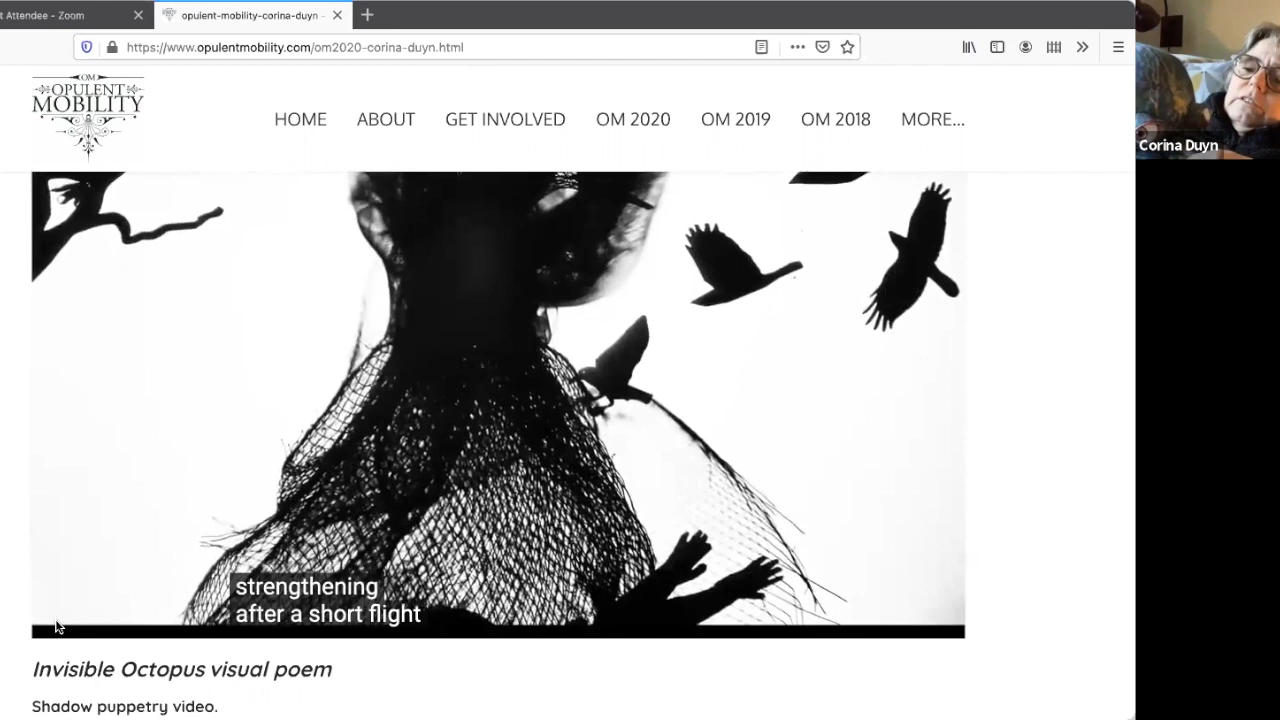 t Attendee - Zoom
opulent-mobility-corina-duyn -
https://www.opulentmobility.com/om2020-corina-duyn.html
OM
OPULENT
MOBILITY
HOME ABOUT GET INVOLVED OM 2020 OM 2019 OM 2018 MORE...
Corina Duyn
strengthening
after a short flight
Invisible Octopus visual poem
Shadow puppetry video.